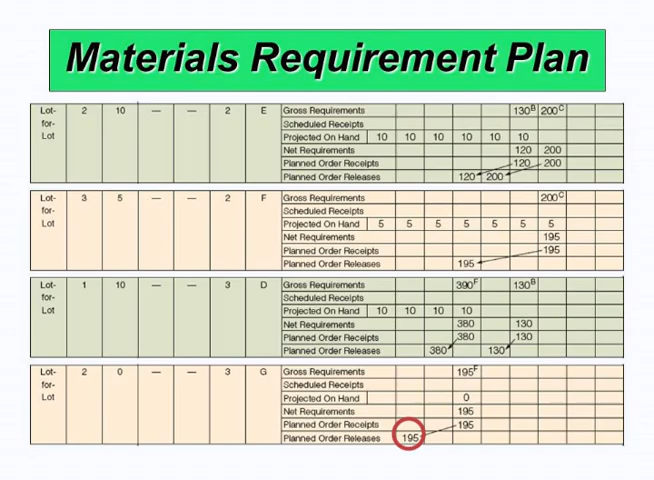 Materials Requirement Plan
Lot-for-Lot 2 10 — — 2 E Gross Requirements 130B 200C
Scheduled Receipts
Projected On Hand 10 10 10 10 10 10
Net Requirements 120 200
Planned Order Receipts 120 200
Planned Order Releases 120 200
Lot-for-Lot 3 5 — — 2 F Gross Requirements 200C
Scheduled Receipts
Projected On Hand 5 5 5 5 5 5 5
Net Requirements 195
Planned Order Receipts 195
Planned Order Releases 195
Lot-for-Lot 1 10 — — 3 D Gross Requirements 390F 130B
Scheduled Receipts
Projected On Hand 10 10 10 10
Net Requirements 380 130
Planned Order Receipts 380 130
Planned Order Releases 380 130
Lot-for-Lot 2 0 — — 3 G Gross Requirements 195F
Scheduled Receipts
Projected On Hand 0
Net Requirements 195
Planned Order Receipts 195
Planned Order Releases 195